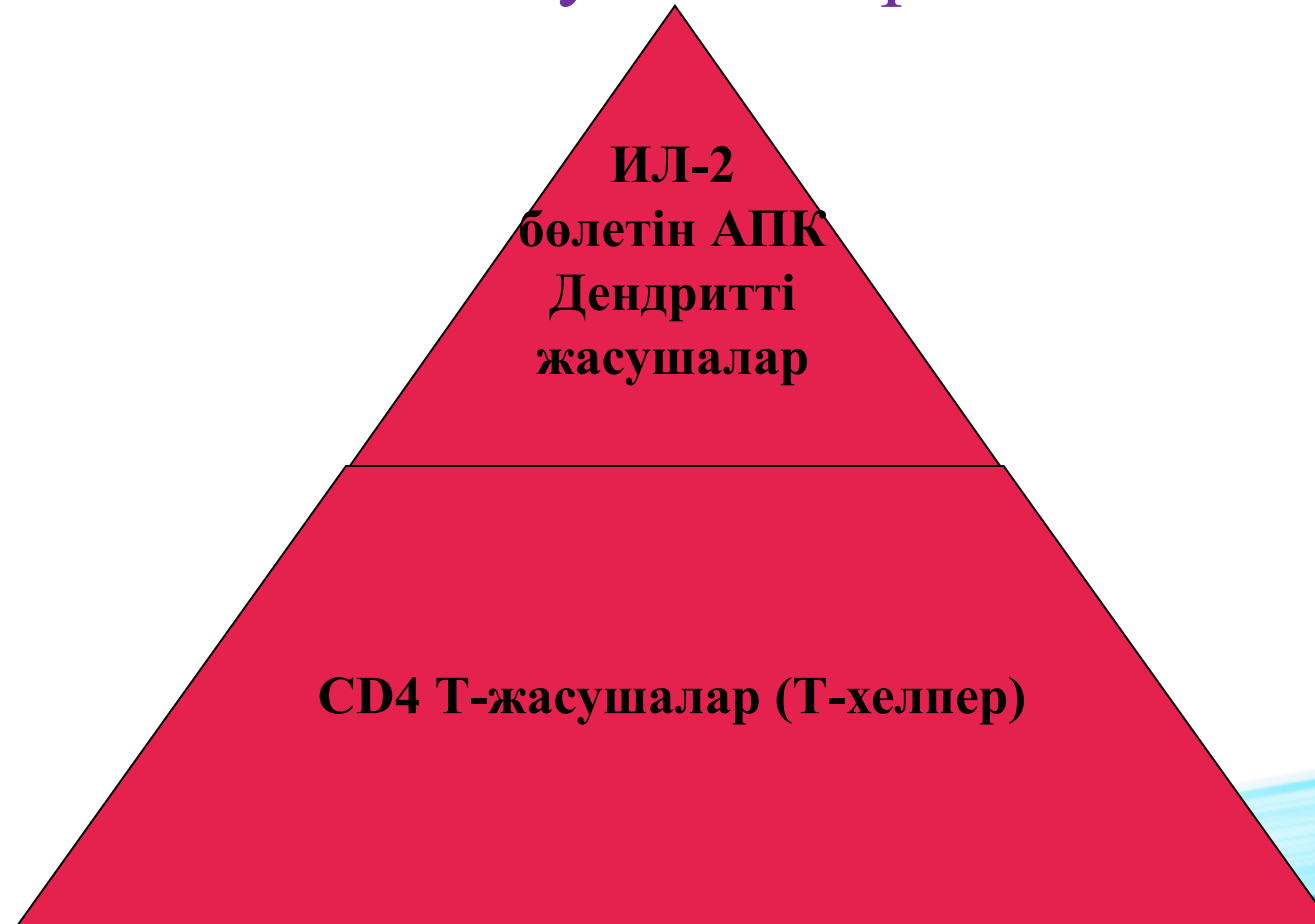 ИЛ-2
бөлетін АПК
Дендритті
жасушалар
CD4 Т-жасушалар (Т-хелпер)